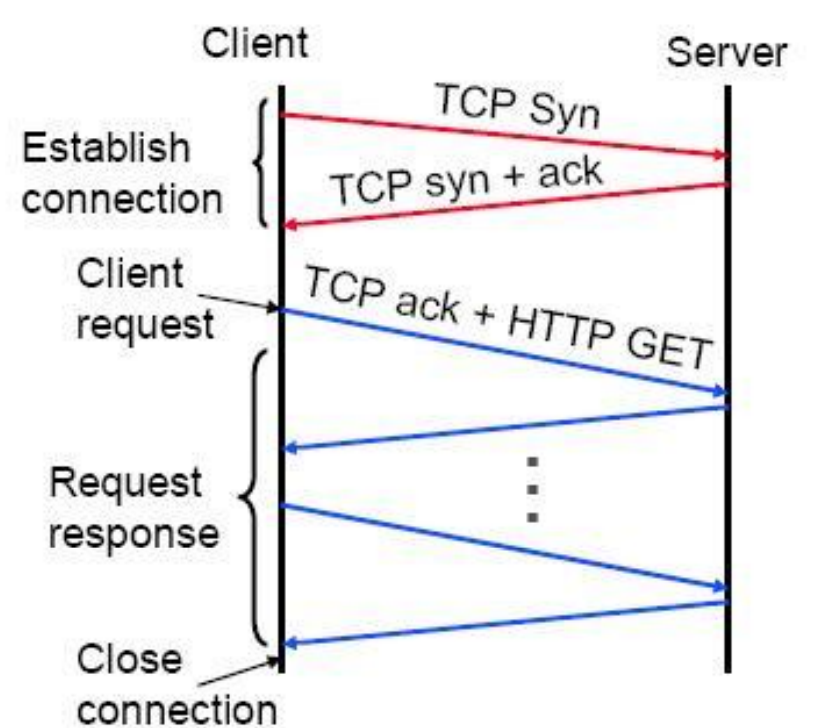 Client
Server
TCP Syn
Establish
connection
TCP syn + ack
Client
request
TCP ack + HTTP GET
Request
response
Close
connection